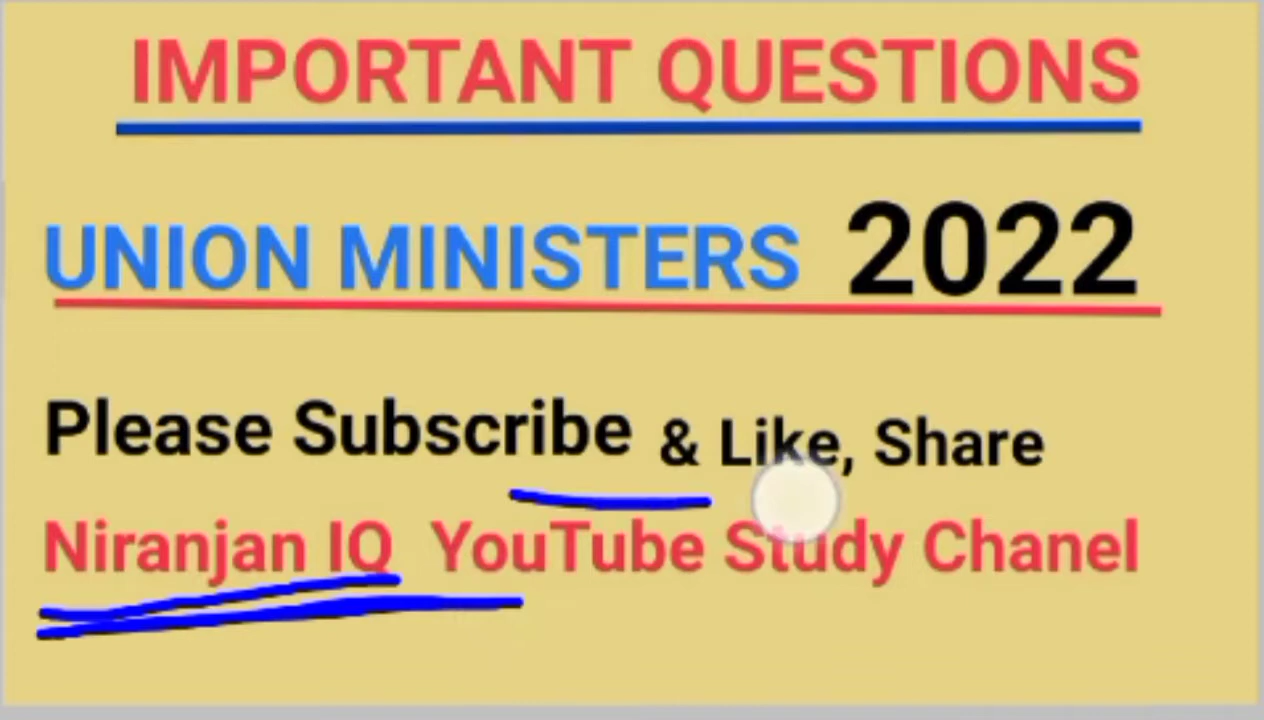 IMPORTANT QUESTIONS
UNION MINISTERS 2022
Please Subscribe & Like, Share
Niranjan IQ YouTube Study Chanel